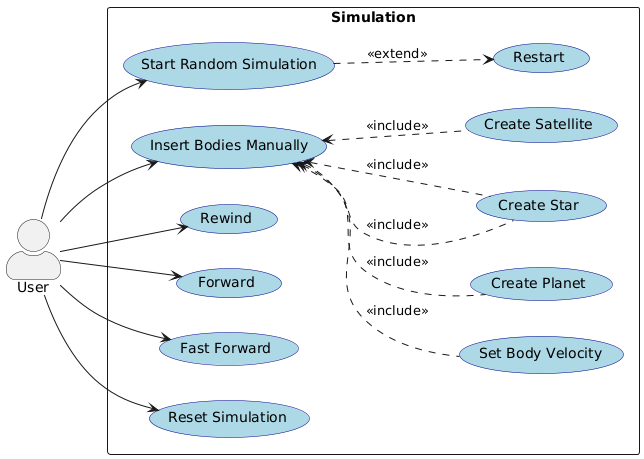 Simulation
Start Random Simulation
«extend»
Restart
Insert Bodies Manually
«include»
Create Satellite
«include»
Create Star
Rewind
«include»
User
Forward
«include»
Create Planet
«include»
Fast Forward
Set Body Velocity
Reset Simulation